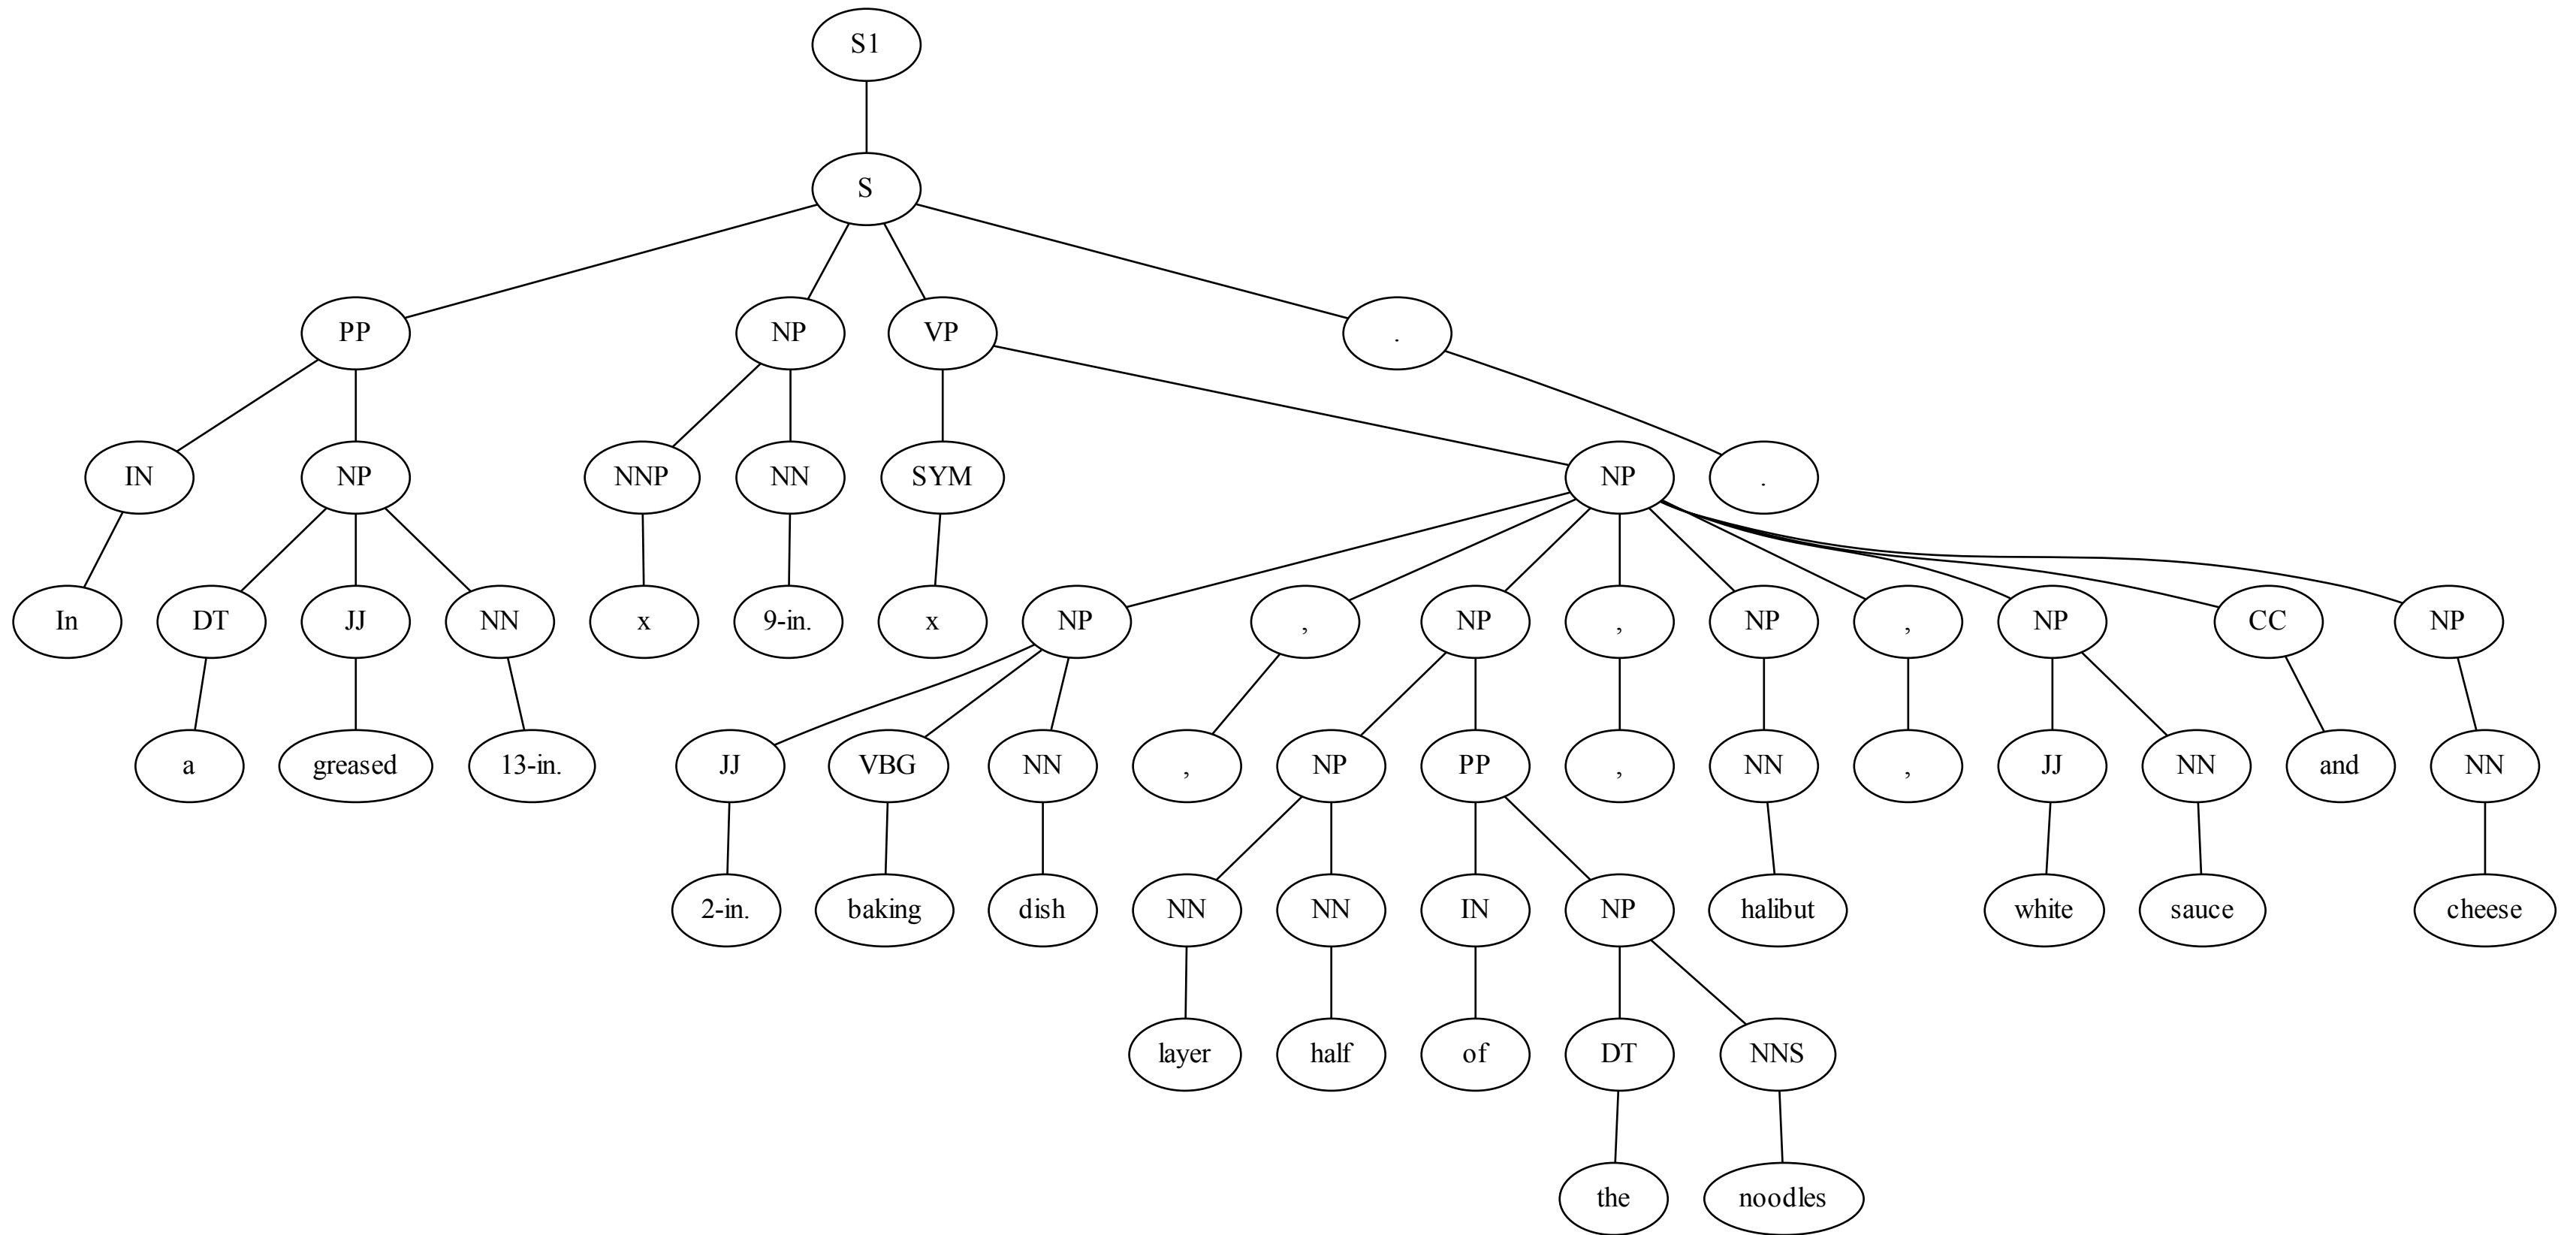 S1
S
PP NP VP .
IN NP NNP NN SYM NP .
In DT JJ NN x 9-in. x NP , NP , NP , NP CC NP
a greased 13-in. JJ VBG NN , NP PP , NN , JJ NN and NN
2-in. baking dish NN NN IN NP halibut white sauce cheese
layer half of DT NNS
the noodles